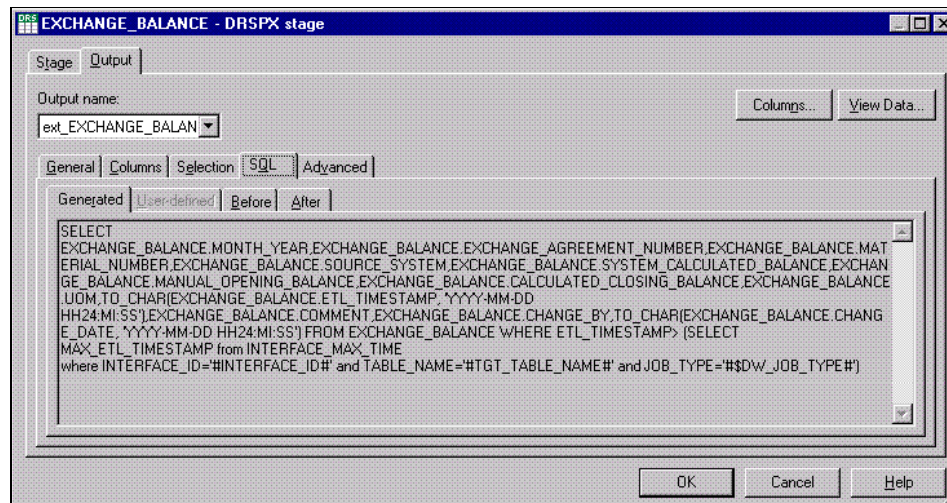 DRS
EXCHANGE_BALANCE - DRSPX stage
Stage Output
Output name:
Columns... View Data...
ext_EXCHANGE_BALAN
General Columns Selection SQL Advanced
Generated User-defined Before After
SELECT
EXCHANGE_BALANCE.MONTH_YEAR,EXCHANGE_BALANCE.EXCHANGE_AGREEMENT_NUMBER,EXCHANGE_BALANCE.MAT
ERIAL_NUMBER,EXCHANGE_BALANCE.SOURCE_SYSTEM,EXCHANGE_BALANCE.SYSTEM_CALCULATED_BALANCE,EXCHAN
GE_BALANCE.MANUAL_OPENING_BALANCE,EXCHANGE_BALANCE.CALCULATED_CLOSING_BALANCE,EXCHANGE_BALANCE
.UOM,TO_CHAR(EXCHANGE_BALANCE.ETL_TIMESTAMP, 'YYYY-MM-DD
HH24:MI:SS'),EXCHANGE_BALANCE.COMMENT,EXCHANGE_BALANCE.CHANGE_BY,TO_CHAR(EXCHANGE_BALANCE.CHANG
E_DATE, 'YYYY-MM-DD HH24:MI:SS') FROM EXCHANGE_BALANCE WHERE ETL_TIMESTAMP> (SELECT
MAX_ETL_TIMESTAMP from INTERFACE_MAX_TIME
where INTERFACE_ID='#INTERFACE_ID#' and TABLE_NAME='#TGT_TABLE_NAME#' and JOB_TYPE='#$DW_JOB_TYPE#')
OK Cancel Help